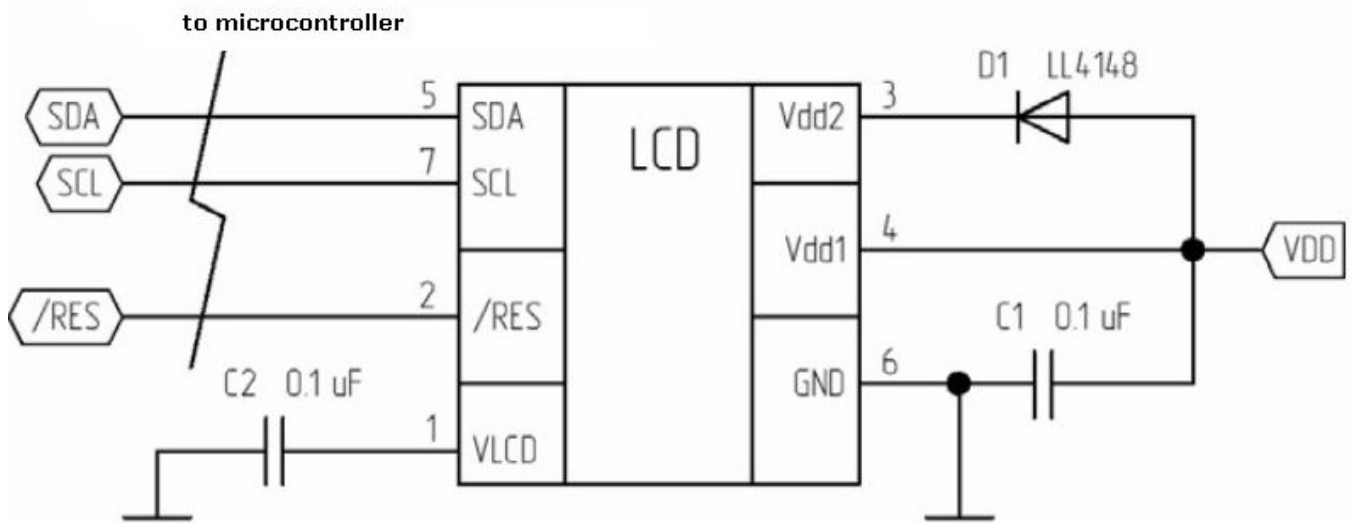 to microcontroller
D1 LL4148
SDA 5 SDA LCD Vdd2 3
SCL 7 SCL
Vdd1 4 VDD
/RES 2 /RES C1 0.1 uF
C2 0.1 uF GND 6
1 VLCD